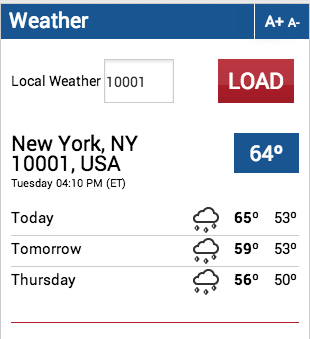 Weather A+ A-
Local Weather 10001 LOAD
New York, NY
10001, USA 64º
Tuesday 04:10 PM (ET)
Today 65º 53º
Tomorrow 59º 53º
Thursday 56º 50º